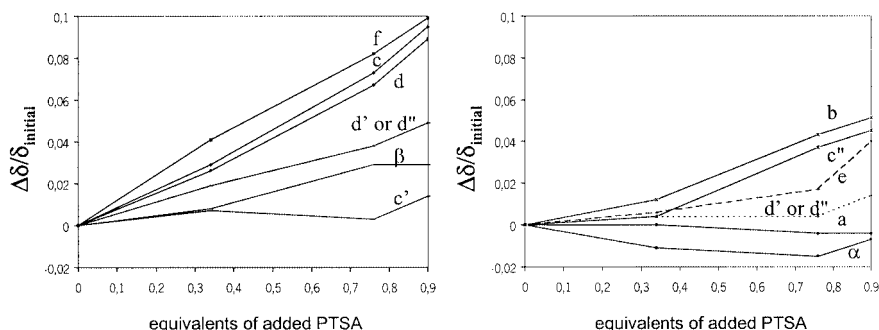 0,1
0,08
0,06
0,04
0,02
0
-0,02
Δδ/δinitial
f
c
d
d' or d"
β
c'
0 0,1 0,2 0,3 0,4 0,5 0,6 0,7 0,8 0,9
equivalents of added PTSA
0,1
0,08
0,06
0,04
0,02
0
-0,02
Δδ/δinitial
b
c"
e
d' or d"
a
α
0 0,1 0,2 0,3 0,4 0,5 0,6 0,7 0,8 0,9
equivalents of added PTSA